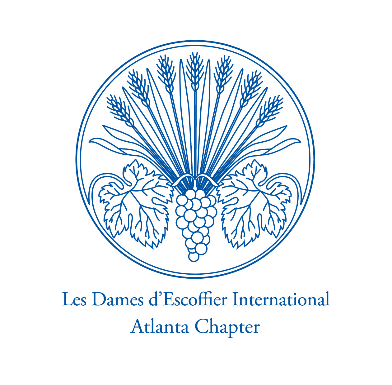 Les Dames d'Escoffier International
Atlanta Chapter